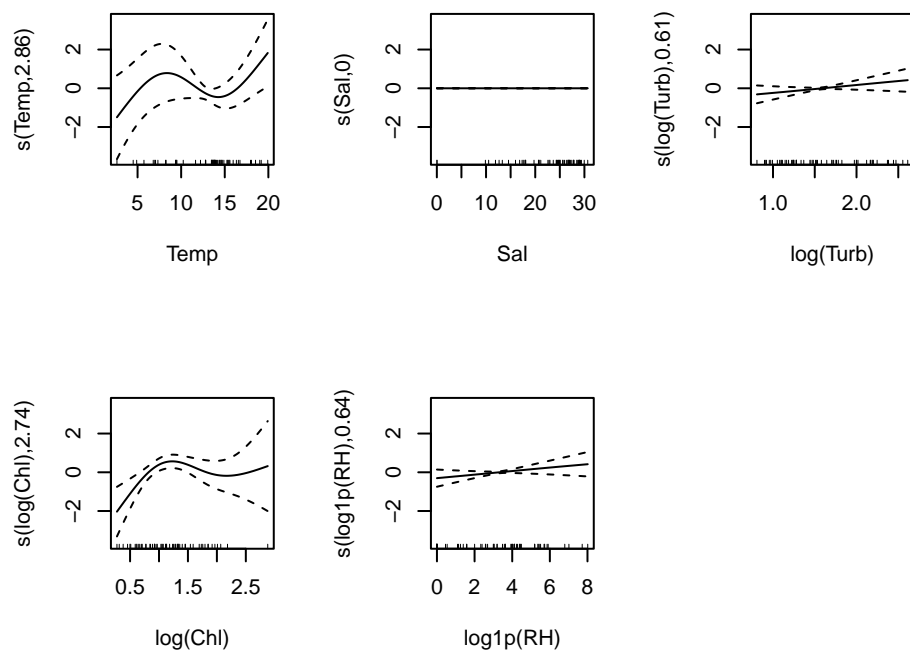 s(Temp,2.86)
2
0
−2
5 10 15 20
Temp
s(Sal,0)
2
0
−2
0 10 20 30
Sal
s(log(Turb),0.61)
2
0
−2
1.0 2.0
log(Turb)
s(log(Chl),2.74)
2
0
−2
0.5 1.5 2.5
log(Chl)
s(log1p(RH),0.64)
2
0
−2
0 2 4 6 8
log1p(RH)